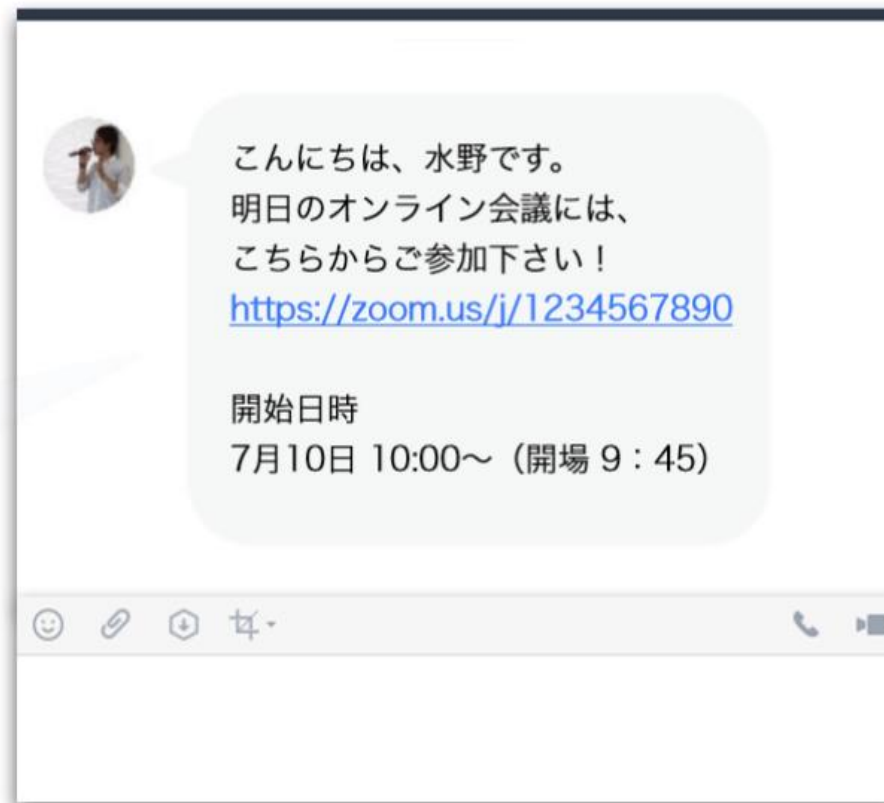 こんにちは、水野です。
明日のオンライン会議には、
こちらからご参加下さい！
https://zoom.us/j/1234567890
開始日時
7月10日 10:00〜（開場 9：45）